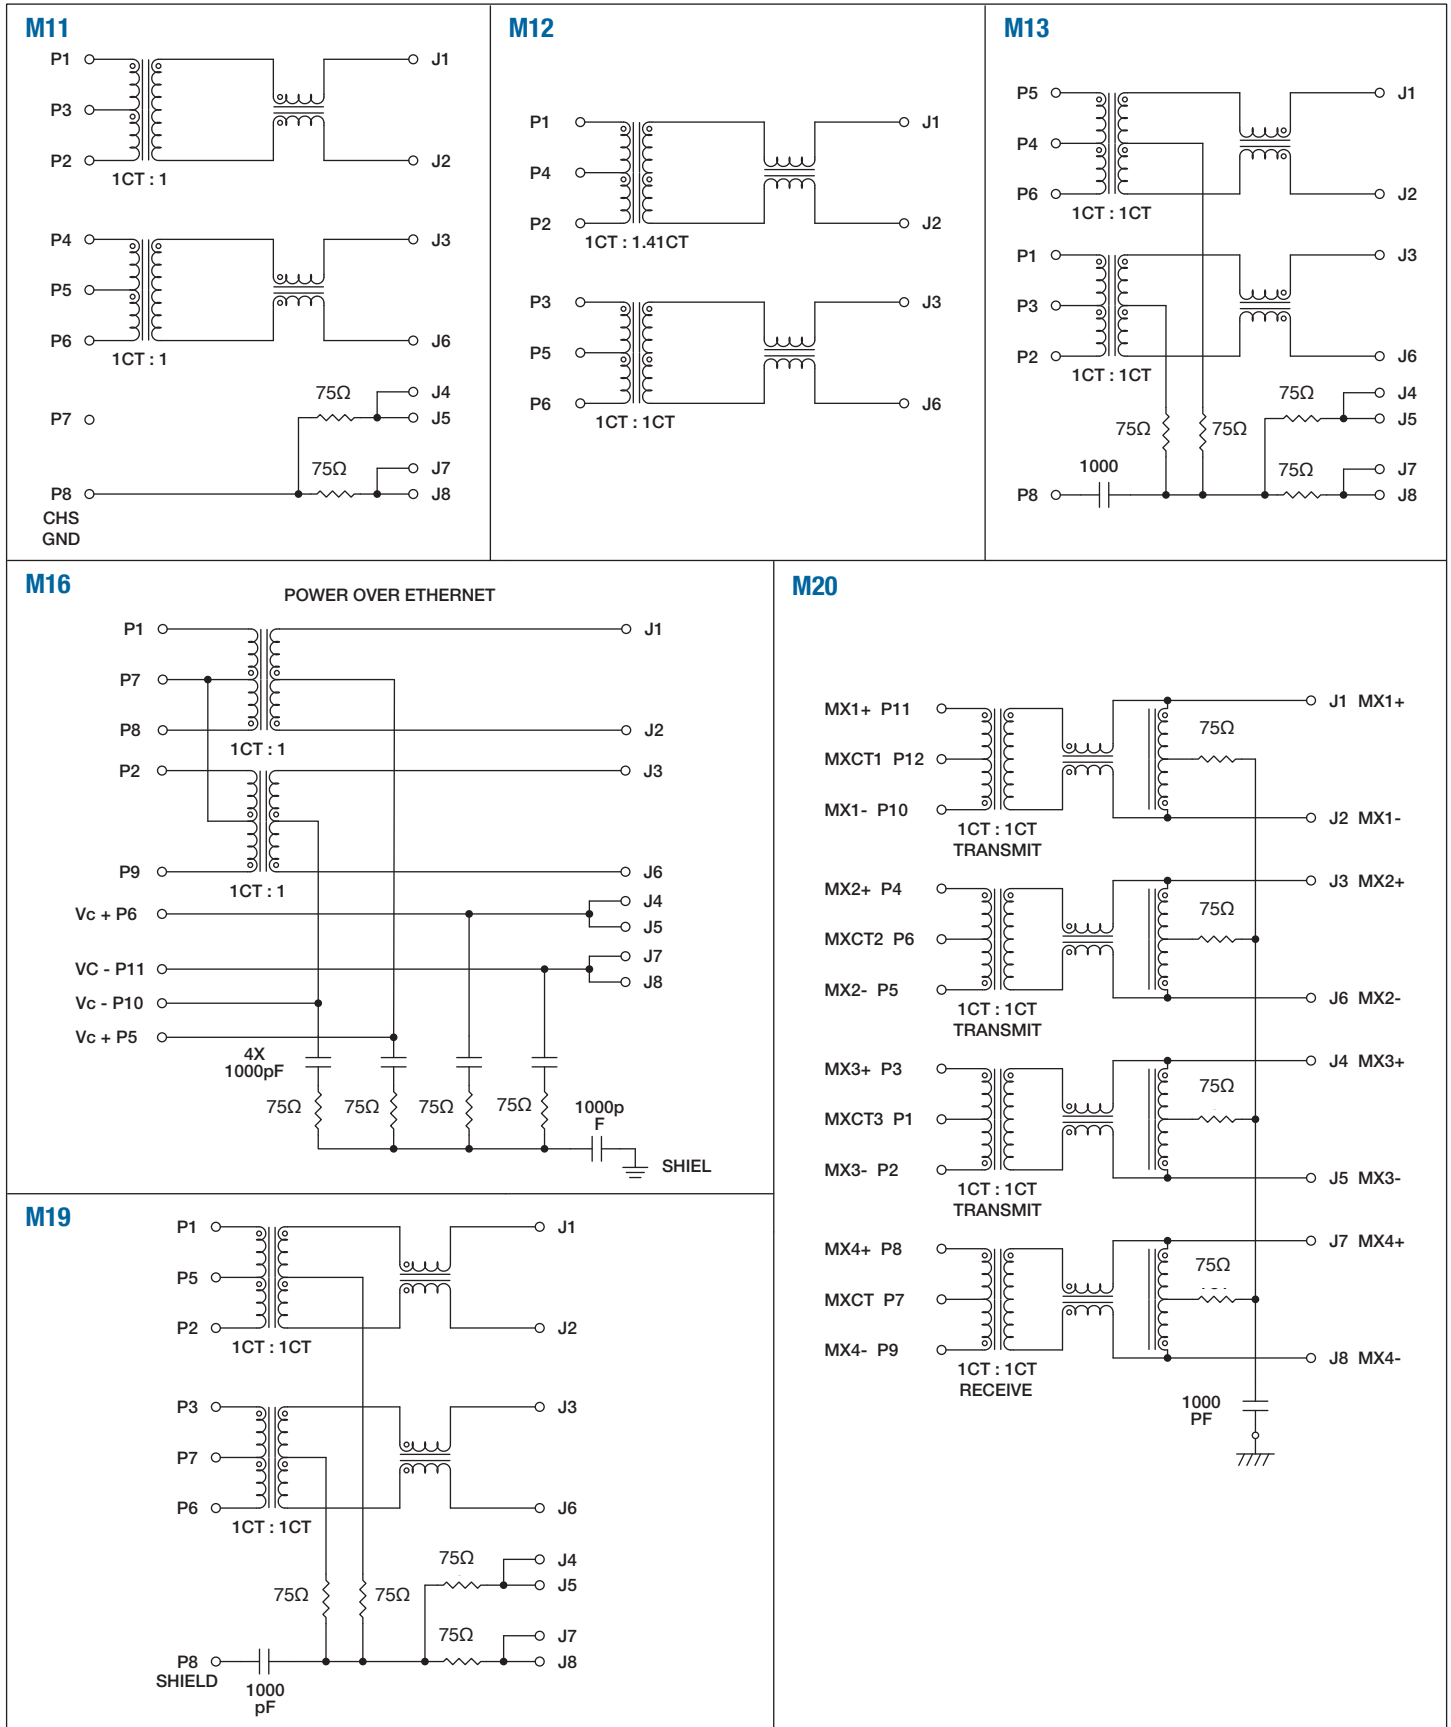 M11
P1
J1
P3
P2
J2
1CT : 1
P4
J3
P5
P6
J6
1CT : 1
75Ω
J4
P7
J5
75Ω
J7
P8
J8
CHS
GND
M12
P1
J1
P4
P2
J2
1CT : 1.41CT
P3
J3
P5
P6
J6
1CT : 1CT
M13
P5
J1
P4
P6
J2
1CT : 1CT
P1
J3
P3
P2
J6
1CT : 1CT
75Ω
J4
J5
75Ω
75Ω
1000
75Ω
J7
P8
J8
M16
POWER OVER ETHERNET
P1
J1
P7
P8
J2
1CT : 1
P2
J3
P9
J6
1CT : 1
J4
Vc + P6
J5
J7
VC - P11
J8
Vc - P10
Vc + P5
4X
1000pF
75Ω
75Ω
75Ω
75Ω
1000p
F
SHIEL
M19
P1
J1
P5
P2
J2
1CT : 1CT
P3
J3
P7
P6
J6
1CT : 1CT
75Ω
J4
J5
75Ω
75Ω
75Ω
J7
P8
J8
SHIELD
1000
pF
M20
MX1+ P11
J1 MX1+
75Ω
MXCT1 P12
MX1- P10
J2 MX1-
1CT : 1CT
TRANSMIT
MX2+ P4
J3 MX2+
75Ω
MXCT2 P6
MX2- P5
J6 MX2-
1CT : 1CT
TRANSMIT
MX3+ P3
J4 MX3+
75Ω
MXCT3 P1
MX3- P2
J5 MX3-
1CT : 1CT
TRANSMIT
MX4+ P8
J7 MX4+
75Ω
MXCT P7
MX4- P9
J8 MX4-
1CT : 1CT
RECEIVE
1000
PF